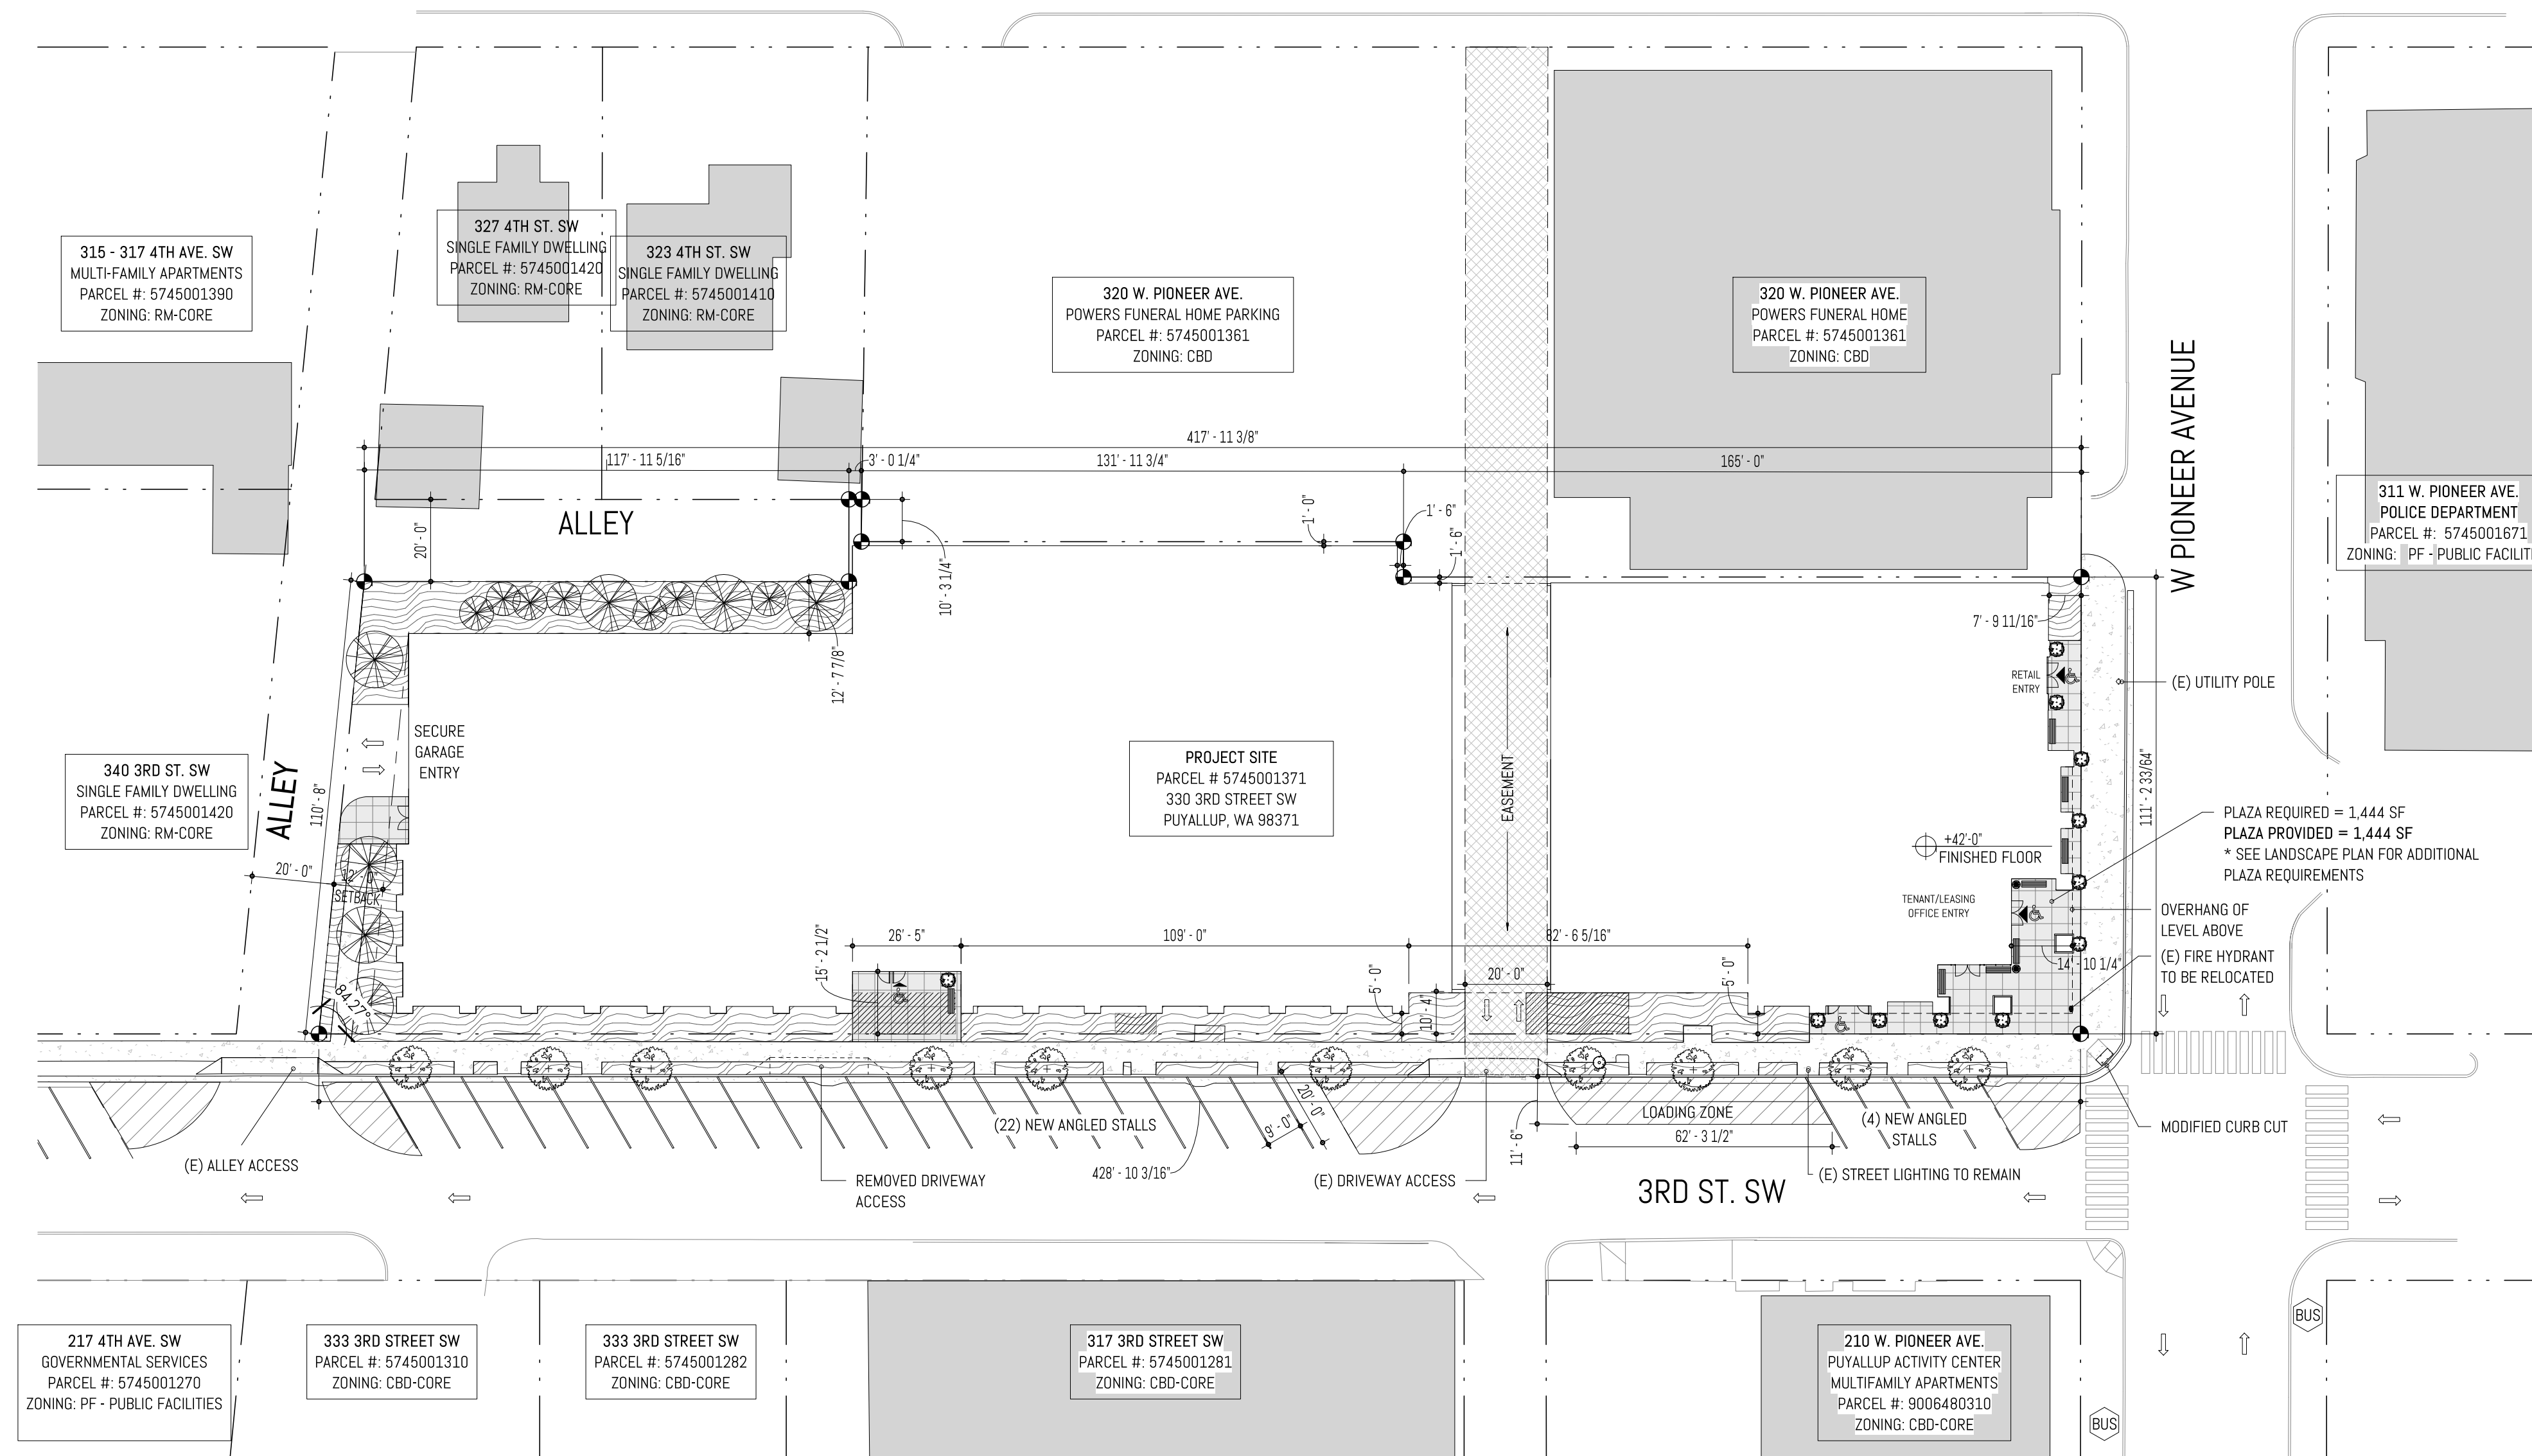 315 - 317 4TH AVE. SW
MULTI-FAMILY APARTMENTS
PARCEL #: 5745001390
ZONING: RM-CORE
327 4TH ST. SW
SINGLE FAMILY DWELLING
PARCEL #: 5745001420
ZONING: RM-CORE
323 4TH ST. SW
SINGLE FAMILY DWELLING
PARCEL #: 5745001410
ZONING: RM-CORE
320 W. PIONEER AVE.
POWERS FUNERAL HOME PARKING
PARCEL #: 5745001361
ZONING: CBD
320 W. PIONEER AVE.
POWERS FUNERAL HOME
PARCEL #: 5745001361
ZONING: CBD
W PIONEER AVENUE
311 W. PIONEER AVE.
POLICE DEPARTMENT
PARCEL #: 5745001671
ZONING: PF - PUBLIC FACILITI
417' - 11 3/8"
117' - 11 5/16"
3' - 0 1/4"
131' - 11 3/4"
165' - 0"
ALLEY
20' - 0"
10' - 3 1/4"
1' - 0"
1' - 6"
1' - 6"
12' - 7 7/8"
7' - 9 11/16"
RETAIL
ENTRY
(E) UTILITY POLE
SECURE
GARAGE
ENTRY
340 3RD ST. SW
SINGLE FAMILY DWELLING
PARCEL #: 5745001420
ZONING: RM-CORE
ALLEY
110' - 8"
PROJECT SITE
PARCEL # 5745001371
330 3RD STREET SW
PUYALLUP, WA 98371
EASEMENT
111' - 2 33/64"
PLAZA REQUIRED = 1,444 SF
PLAZA PROVIDED = 1,444 SF
* SEE LANDSCAPE PLAN FOR ADDITIONAL
PLAZA REQUIREMENTS
+42'-0"
FINISHED FLOOR
20' - 0"
12' - 0"
SETBACK
TENANT/LEASING
OFFICE ENTRY
OVERHANG OF
LEVEL ABOVE
(E) FIRE HYDRANT
TO BE RELOCATED
26' - 5"
109' - 0"
82' - 6 5/16"
15' - 2 1/2"
5' - 0"
10' - 4"
20' - 0"
5' - 0"
14' - 10 1/4"
84.27°
(22) NEW ANGLED STALLS
9' - 0"
20' - 0"
LOADING ZONE
62' - 3 1/2"
11' - 6"
(4) NEW ANGLED
STALLS
MODIFIED CURB CUT
(E) ALLEY ACCESS
REMOVED DRIVEWAY
ACCESS
428' - 10 3/16"
(E) DRIVEWAY ACCESS
3RD ST. SW
(E) STREET LIGHTING TO REMAIN
217 4TH AVE. SW
GOVERNMENTAL SERVICES
PARCEL #: 5745001270
ZONING: PF - PUBLIC FACILITIES
333 3RD STREET SW
PARCEL #: 5745001310
ZONING: CBD-CORE
333 3RD STREET SW
PARCEL #: 5745001282
ZONING: CBD-CORE
317 3RD STREET SW
PARCEL #: 5745001281
ZONING: CBD-CORE
210 W. PIONEER AVE.
PUYALLUP ACTIVITY CENTER
MULTIFAMILY APARTMENTS
PARCEL #: 9006480310
ZONING: CBD-CORE
BUS
BUS